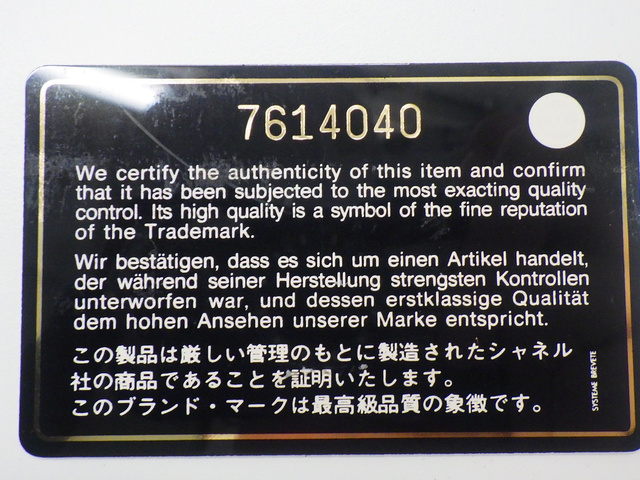 7614040
We certify the authenticity of this item and confirm
that it has been subjected to the most exacting quality
control. Its high quality is a symbol of the fine reputation
of the Trademark.
Wir bestätigen, dass es sich um einen Artikel handelt,
der während seiner Herstellung strengsten Kontrollen
unterworfen war, und dessen erstklassige Qualität
dem hohen Ansehen unserer Marke entspricht.
この製品は厳しい管理のもとに製造されたシャネル
社の商品であることを証明いたします。
このブランド・マークは最高級品質の象徴です。
SYSTEME BREVETE